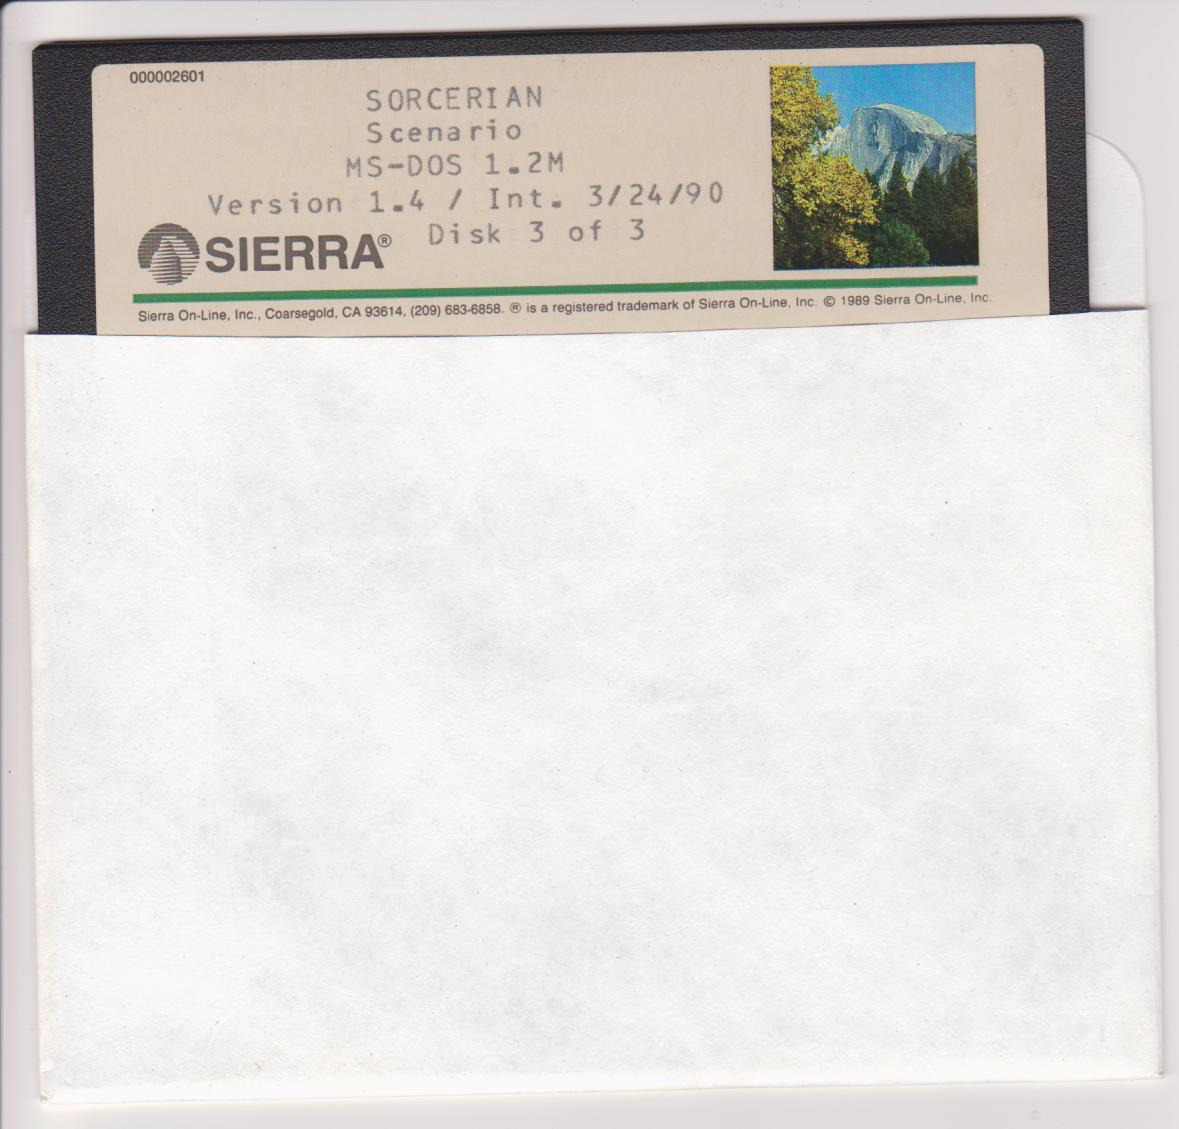 000002601
SORCERIAN
Scenario
MS-DOS 1.2M
Version 1.4 / Int. 3/24/90
Disk 3 of 3
SIERRA®
Sierra On-Line, Inc., Coarsegold, CA 93614, (209) 683-6858. ® is a registered trademark of Sierra On-Line, Inc. © 1989 Sierra On-Line, Inc.